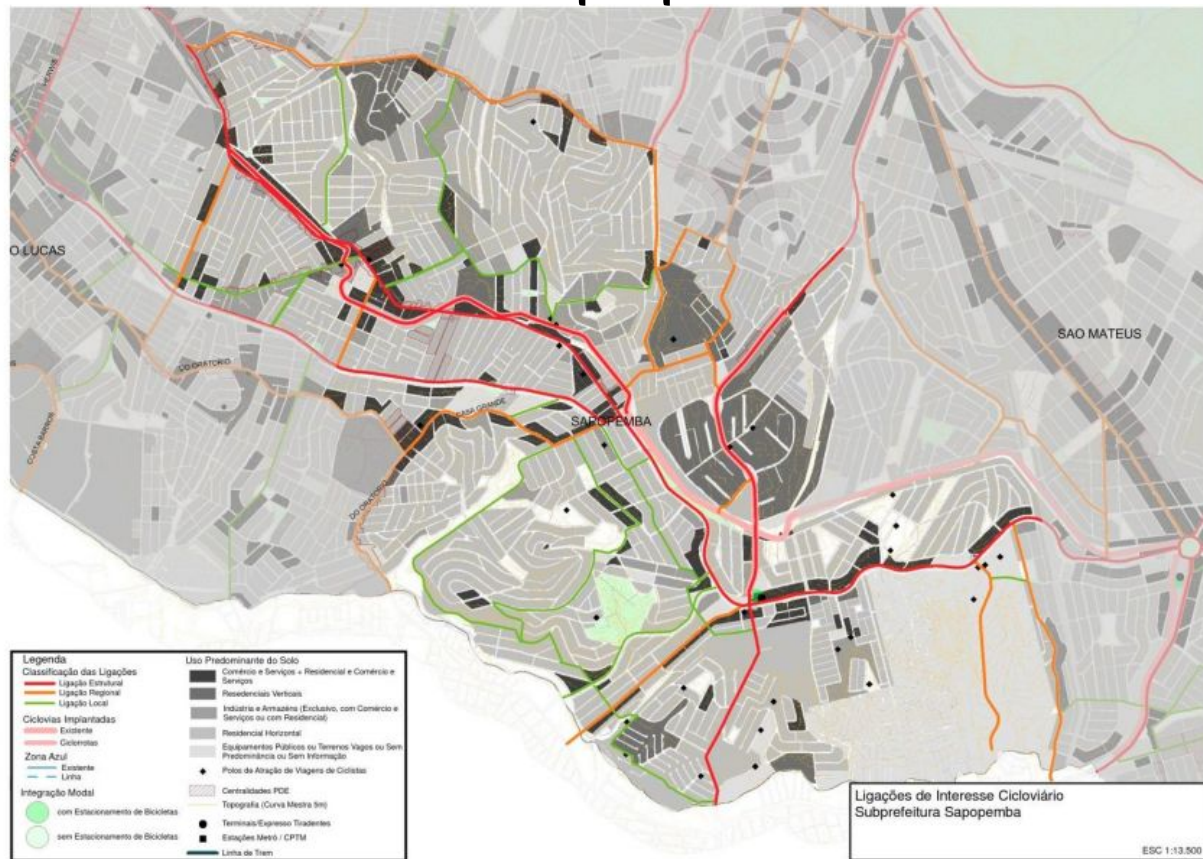 O LUCAS
SAO MATEUS
DO ORATORIO
COSTA BARROS
CASA GRANDE
SAPOPEMBA
DO ORATORIO
Legenda
Classificação das Ligações
Ligação Estrutural
Ligação Regional
Ligação Local
Ciclovias Implantadas
Existente
Ciclorrotas
Zona Azul
Existente
Linha
Integração Modal
com Estacionamento de Bicicletas
sem Estacionamento de Bicicletas
Uso Predominante do Solo
Comércio e Serviços + Residencial e Comércio e
Serviços
Resedenciais Verticais
Indústria e Armazéns (Exclusivo, com Comércio e
Serviços ou com Residencial)
Residencial Horizontal
Equipamentos Públicos ou Terrenos Vagos ou Sem
Predominância ou Sem Informação
Polos de Atração de Viagens de Ciclistas
Centralidades PDE
Topografia (Curva Mestra 5m)
Terminais/Expresso Tiradentes
Estações Metrô / CPTM
Linha de Trem
Ligações de Interesse Cicloviário
Subprefeitura Sapopemba
ESC 1:13.500